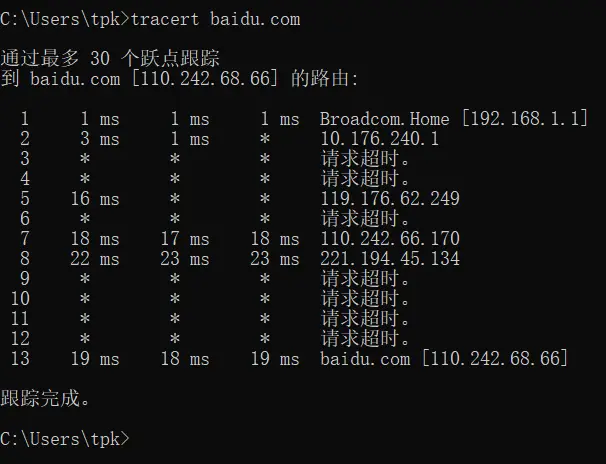 C:\Users\tpk>tracert baidu.com
通过最多 30 个跃点跟踪
到 baidu.com [110.242.68.66] 的路由:
1 1 ms 1 ms 1 ms Broadcom.Home [192.168.1.1]
2 3 ms 1 ms * 10.176.240.1
3 * * * 请求超时。
4 * * * 请求超时。
5 16 ms * * 119.176.62.249
6 * * * 请求超时。
7 18 ms 17 ms 18 ms 110.242.66.170
8 22 ms 23 ms 23 ms 221.194.45.134
9 * * * 请求超时。
10 * * * 请求超时。
11 * * * 请求超时。
12 * * * 请求超时。
13 19 ms 18 ms 19 ms baidu.com [110.242.68.66]
跟踪完成。
C:\Users\tpk>